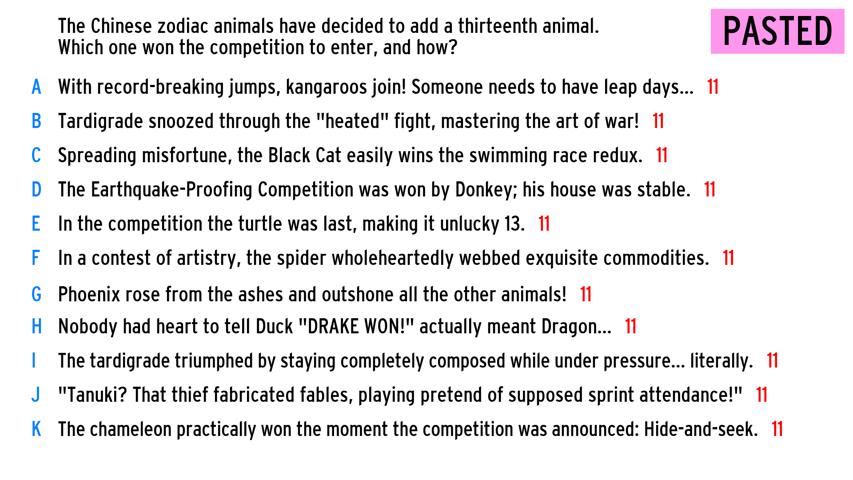 The Chinese zodiac animals have decided to add a thirteenth animal.
Which one won the competition to enter, and how?
PASTED
A With record-breaking jumps, kangaroos join! Someone needs to have leap days... 11
B Tardigrade snoozed through the "heated" fight, mastering the art of war! 11
C Spreading misfortune, the Black Cat easily wins the swimming race redux. 11
D The Earthquake-Proofing Competition was won by Donkey; his house was stable. 11
E In the competition the turtle was last, making it unlucky 13. 11
F In a contest of artistry, the spider wholeheartedly webbed exquisite commodities. 11
G Phoenix rose from the ashes and outshone all the other animals! 11
H Nobody had heart to tell Duck "DRAKE WON!" actually meant Dragon... 11
I The tardigrade triumphed by staying completely composed while under pressure... literally. 11
J "Tanuki? That thief fabricated fables, playing pretend of supposed sprint attendance!" 11
K The chameleon practically won the moment the competition was announced: Hide-and-seek. 11